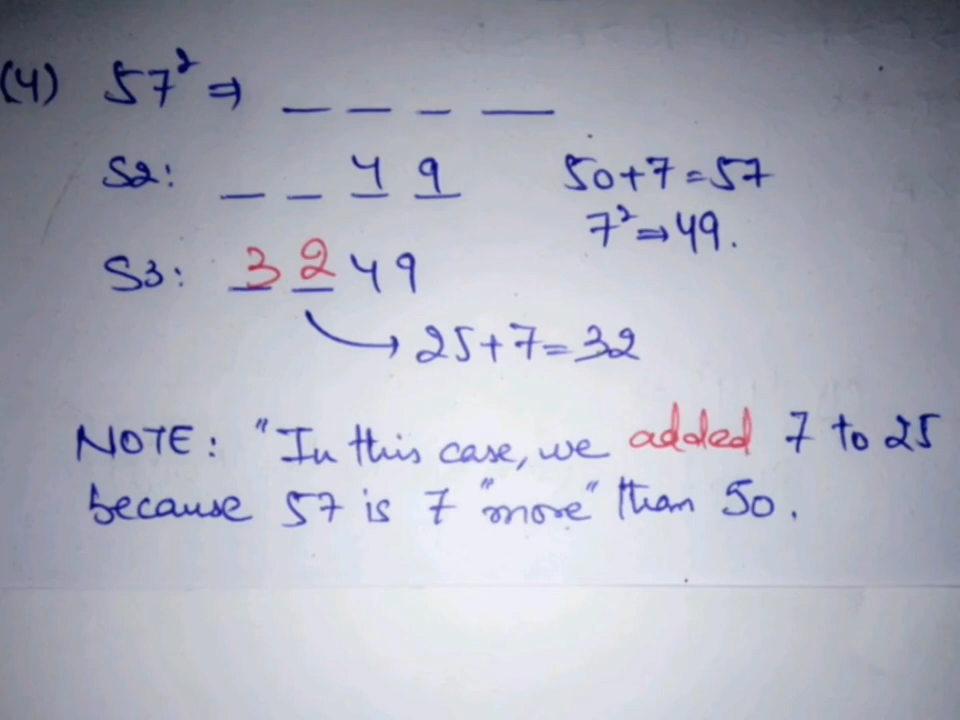 (4) 57² ⇒ _ _ _ _
S2: _ _ 4 9 50+7=57
7² ⇒ 49.
S3: 3 2 4 9
→ 25+7=32
NOTE: "In this case, we added 7 to 25
because 57 is 7 "more" than 50.